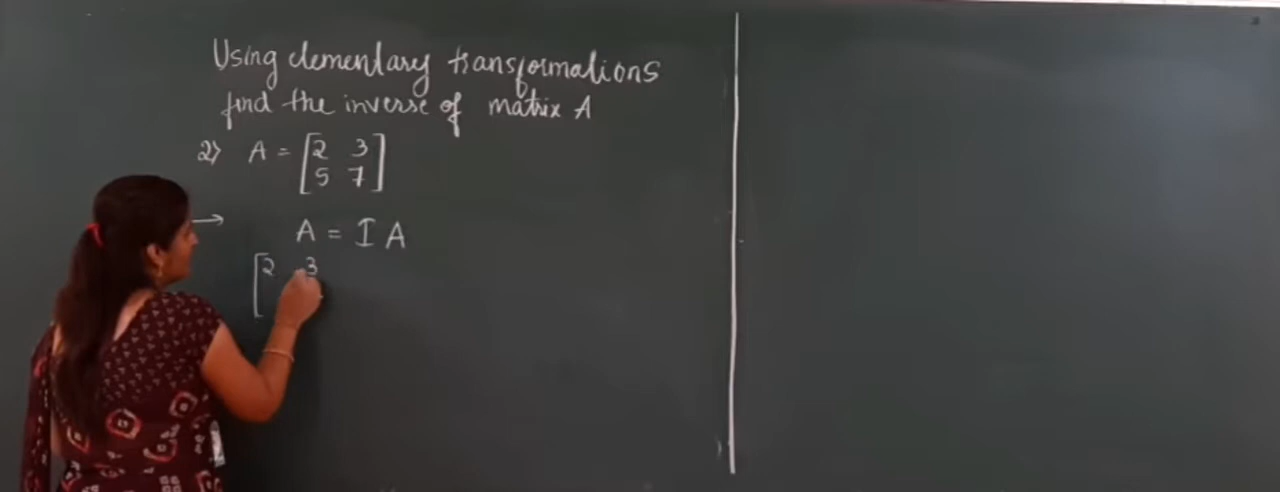 Using elementary transformations
find the inverse of matrix A
2) A = [2 3
5 7]
→ A = I A
[2 3